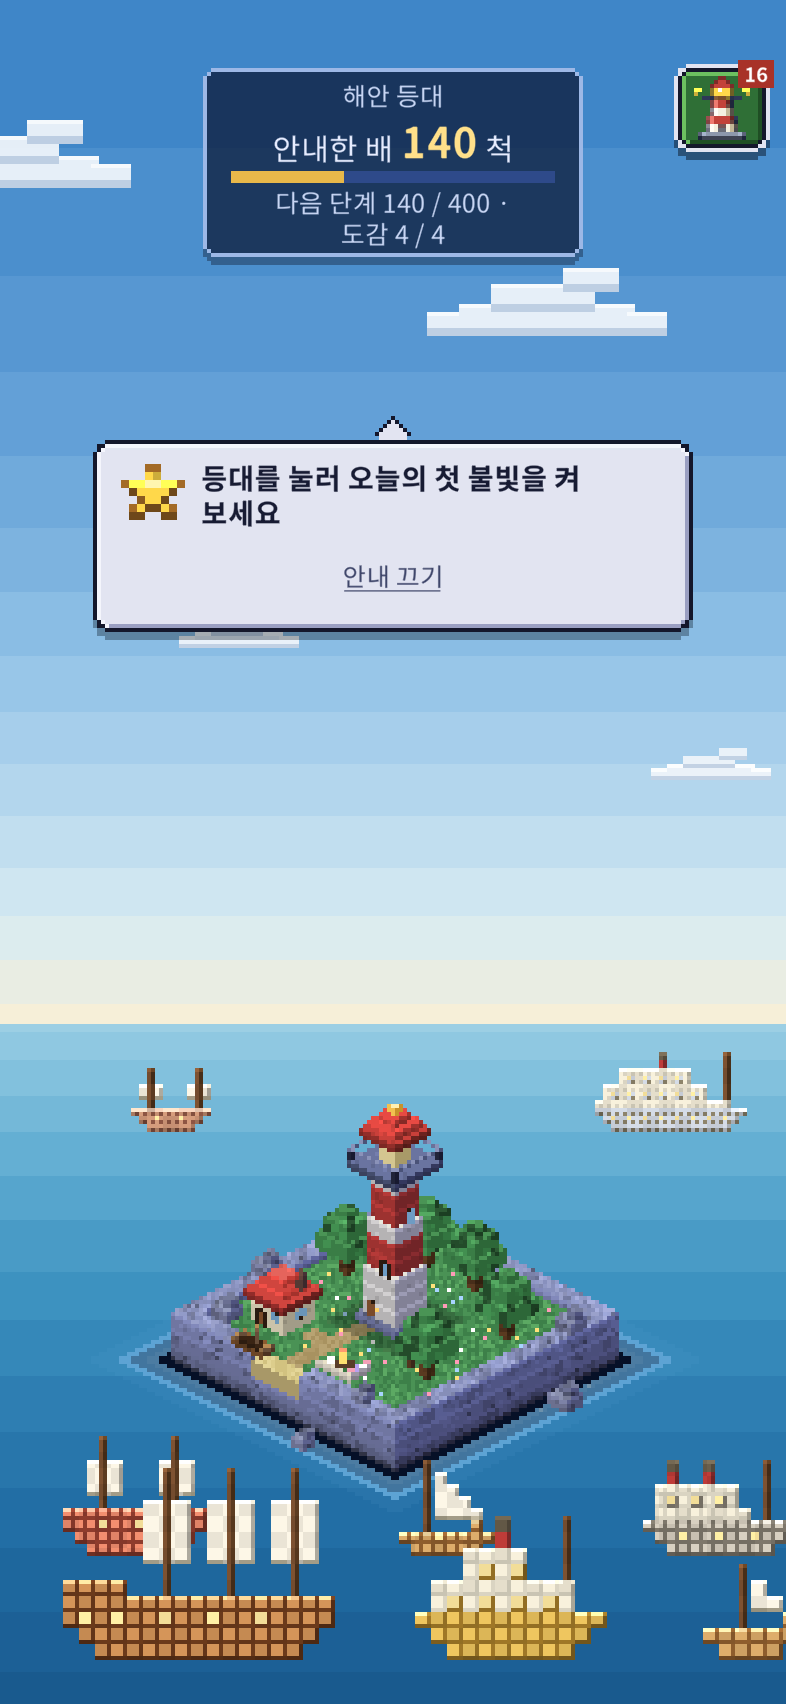 해안 등대
16
안내한 배 140 척
다음 단계 140 / 400 ·
도감 4 / 4
등대를 눌러 오늘의 첫 불빛을 켜
보세요
안내 끄기